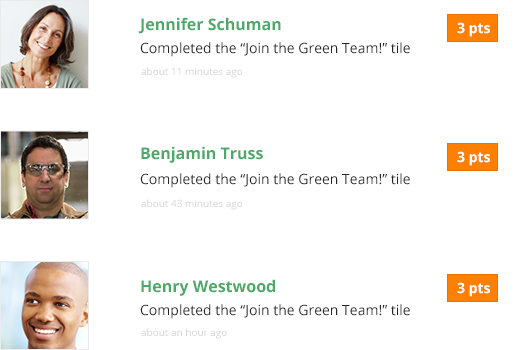 Jennifer Schuman
3 pts
Completed the “Join the Green Team!” tile
about 11 minutes ago
Benjamin Truss
3 pts
Completed the “Join the Green Team!” tile
about 43 minutes ago
Henry Westwood
3 pts
Completed the “Join the Green Team!” tile
about an hour ago